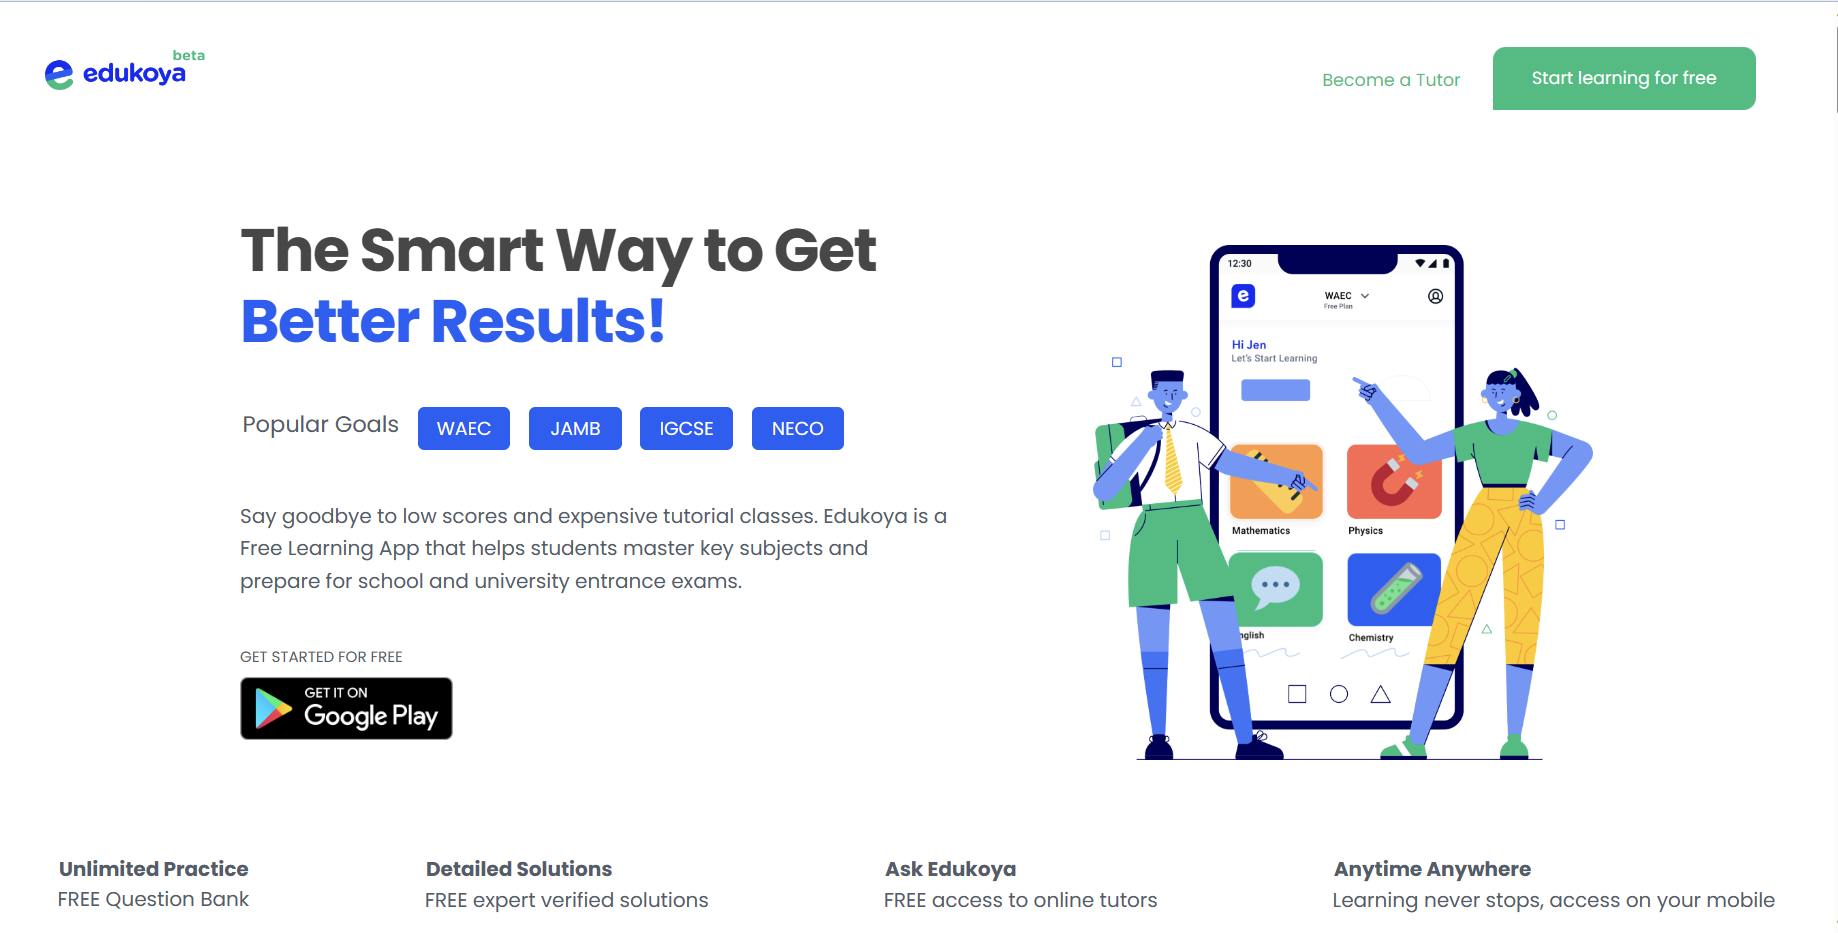 beta
edukoya
Become a Tutor
Start learning for free
The Smart Way to Get
Better Results!
Popular Goals
WAEC
JAMB
IGCSE
NECO
Say goodbye to low scores and expensive tutorial classes. Edukoya is a
Free Learning App that helps students master key subjects and
prepare for school and university entrance exams.
GET STARTED FOR FREE
GET IT ON
Google Play
12:30
e
WAEC
Free Plan
Hi Jen
Let's Start Learning
Mathematics
Physics
nglish
Chemistry
Unlimited Practice
FREE Question Bank
Detailed Solutions
FREE expert verified solutions
Ask Edukoya
FREE access to online tutors
Anytime Anywhere
Learning never stops, access on your mobile